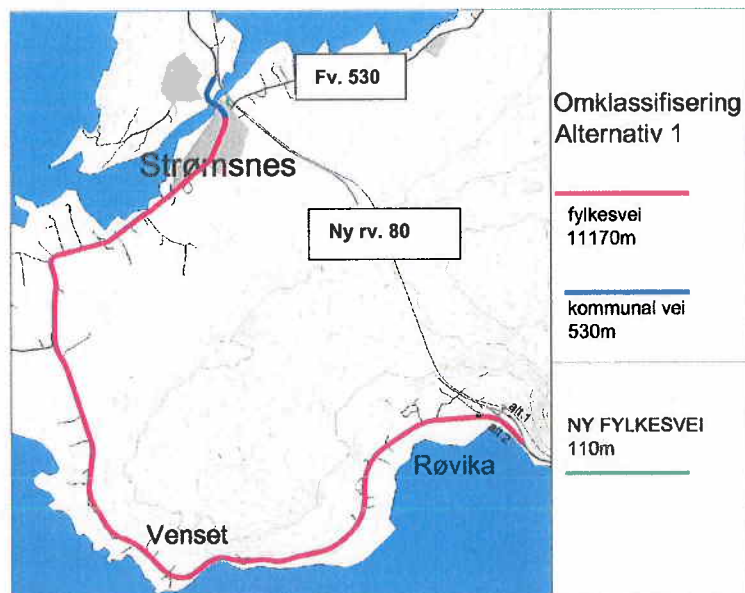 Fv. 530
Strømsnes
Ny rv. 80
alt.1
alt 2
Røvika
Venset
Omklassifisering
Alternativ 1
fylkesvei
11170m
kommunal vei
530m
NY FYLKESVEI
110m